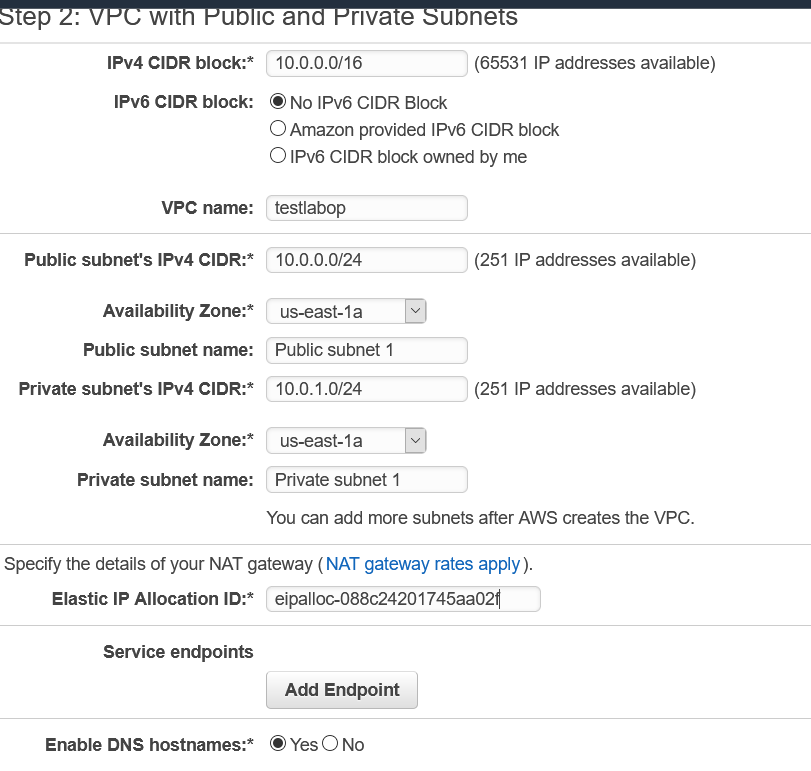 Step 2: VPC with Public and Private Subnets
IPv4 CIDR block:* 10.0.0.0/16 (65531 IP addresses available)
IPv6 CIDR block: No IPv6 CIDR Block
Amazon provided IPv6 CIDR block
IPv6 CIDR block owned by me
VPC name: testlabop
Public subnet's IPv4 CIDR:* 10.0.0.0/24 (251 IP addresses available)
Availability Zone:* us-east-1a
Public subnet name: Public subnet 1
Private subnet's IPv4 CIDR:* 10.0.1.0/24 (251 IP addresses available)
Availability Zone:* us-east-1a
Private subnet name: Private subnet 1
You can add more subnets after AWS creates the VPC.
Specify the details of your NAT gateway (NAT gateway rates apply).
Elastic IP Allocation ID:* eipalloc-088c24201745aa02f
Service endpoints
Add Endpoint
Enable DNS hostnames:* Yes No